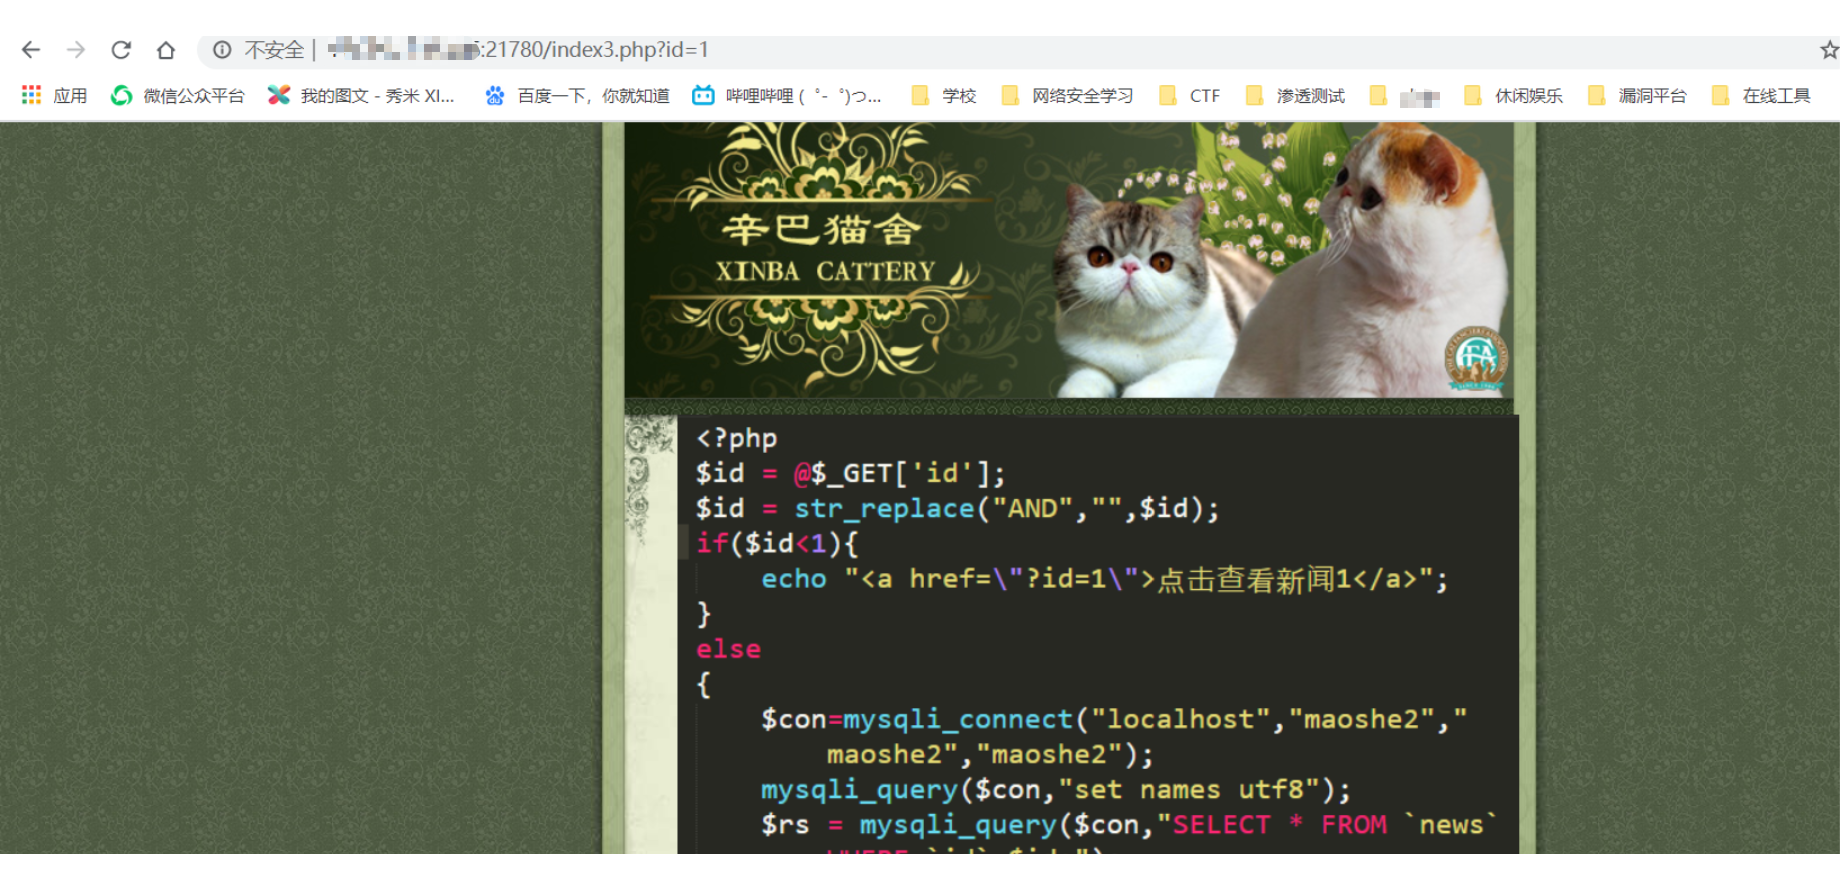 不安全 | :21780/index3.php?id=1
应用 微信公众平台 我的图文 - 秀米 XI... 百度一下，你就知道 哔哩哔哩 ( ゜- ゜)つ... 学校 网络安全学习 CTF 渗透测试 休闲娱乐 漏洞平台 在线工具
辛巴猫舍
XINBA CATTERY
<?php
$id = @$_GET['id'];
$id = str_replace("AND","",$id);
if($id<1){
echo "<a href=\"?id=1\">点击查看新闻1</a>";
}
else
{
$con=mysqli_connect("localhost","maoshe2","
maoshe2","maoshe2");
mysqli_query($con,"set names utf8");
$rs = mysqli_query($con,"SELECT * FROM `news`